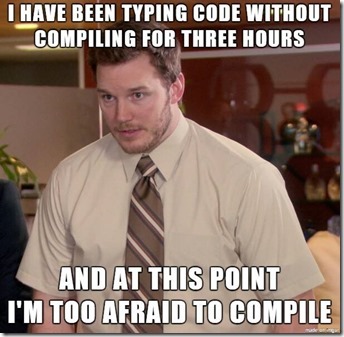 I HAVE BEEN TYPING CODE WITHOUT
COMPILING FOR THREE HOURS
AND AT THIS POINT
I'M TOO AFRAID TO COMPILE